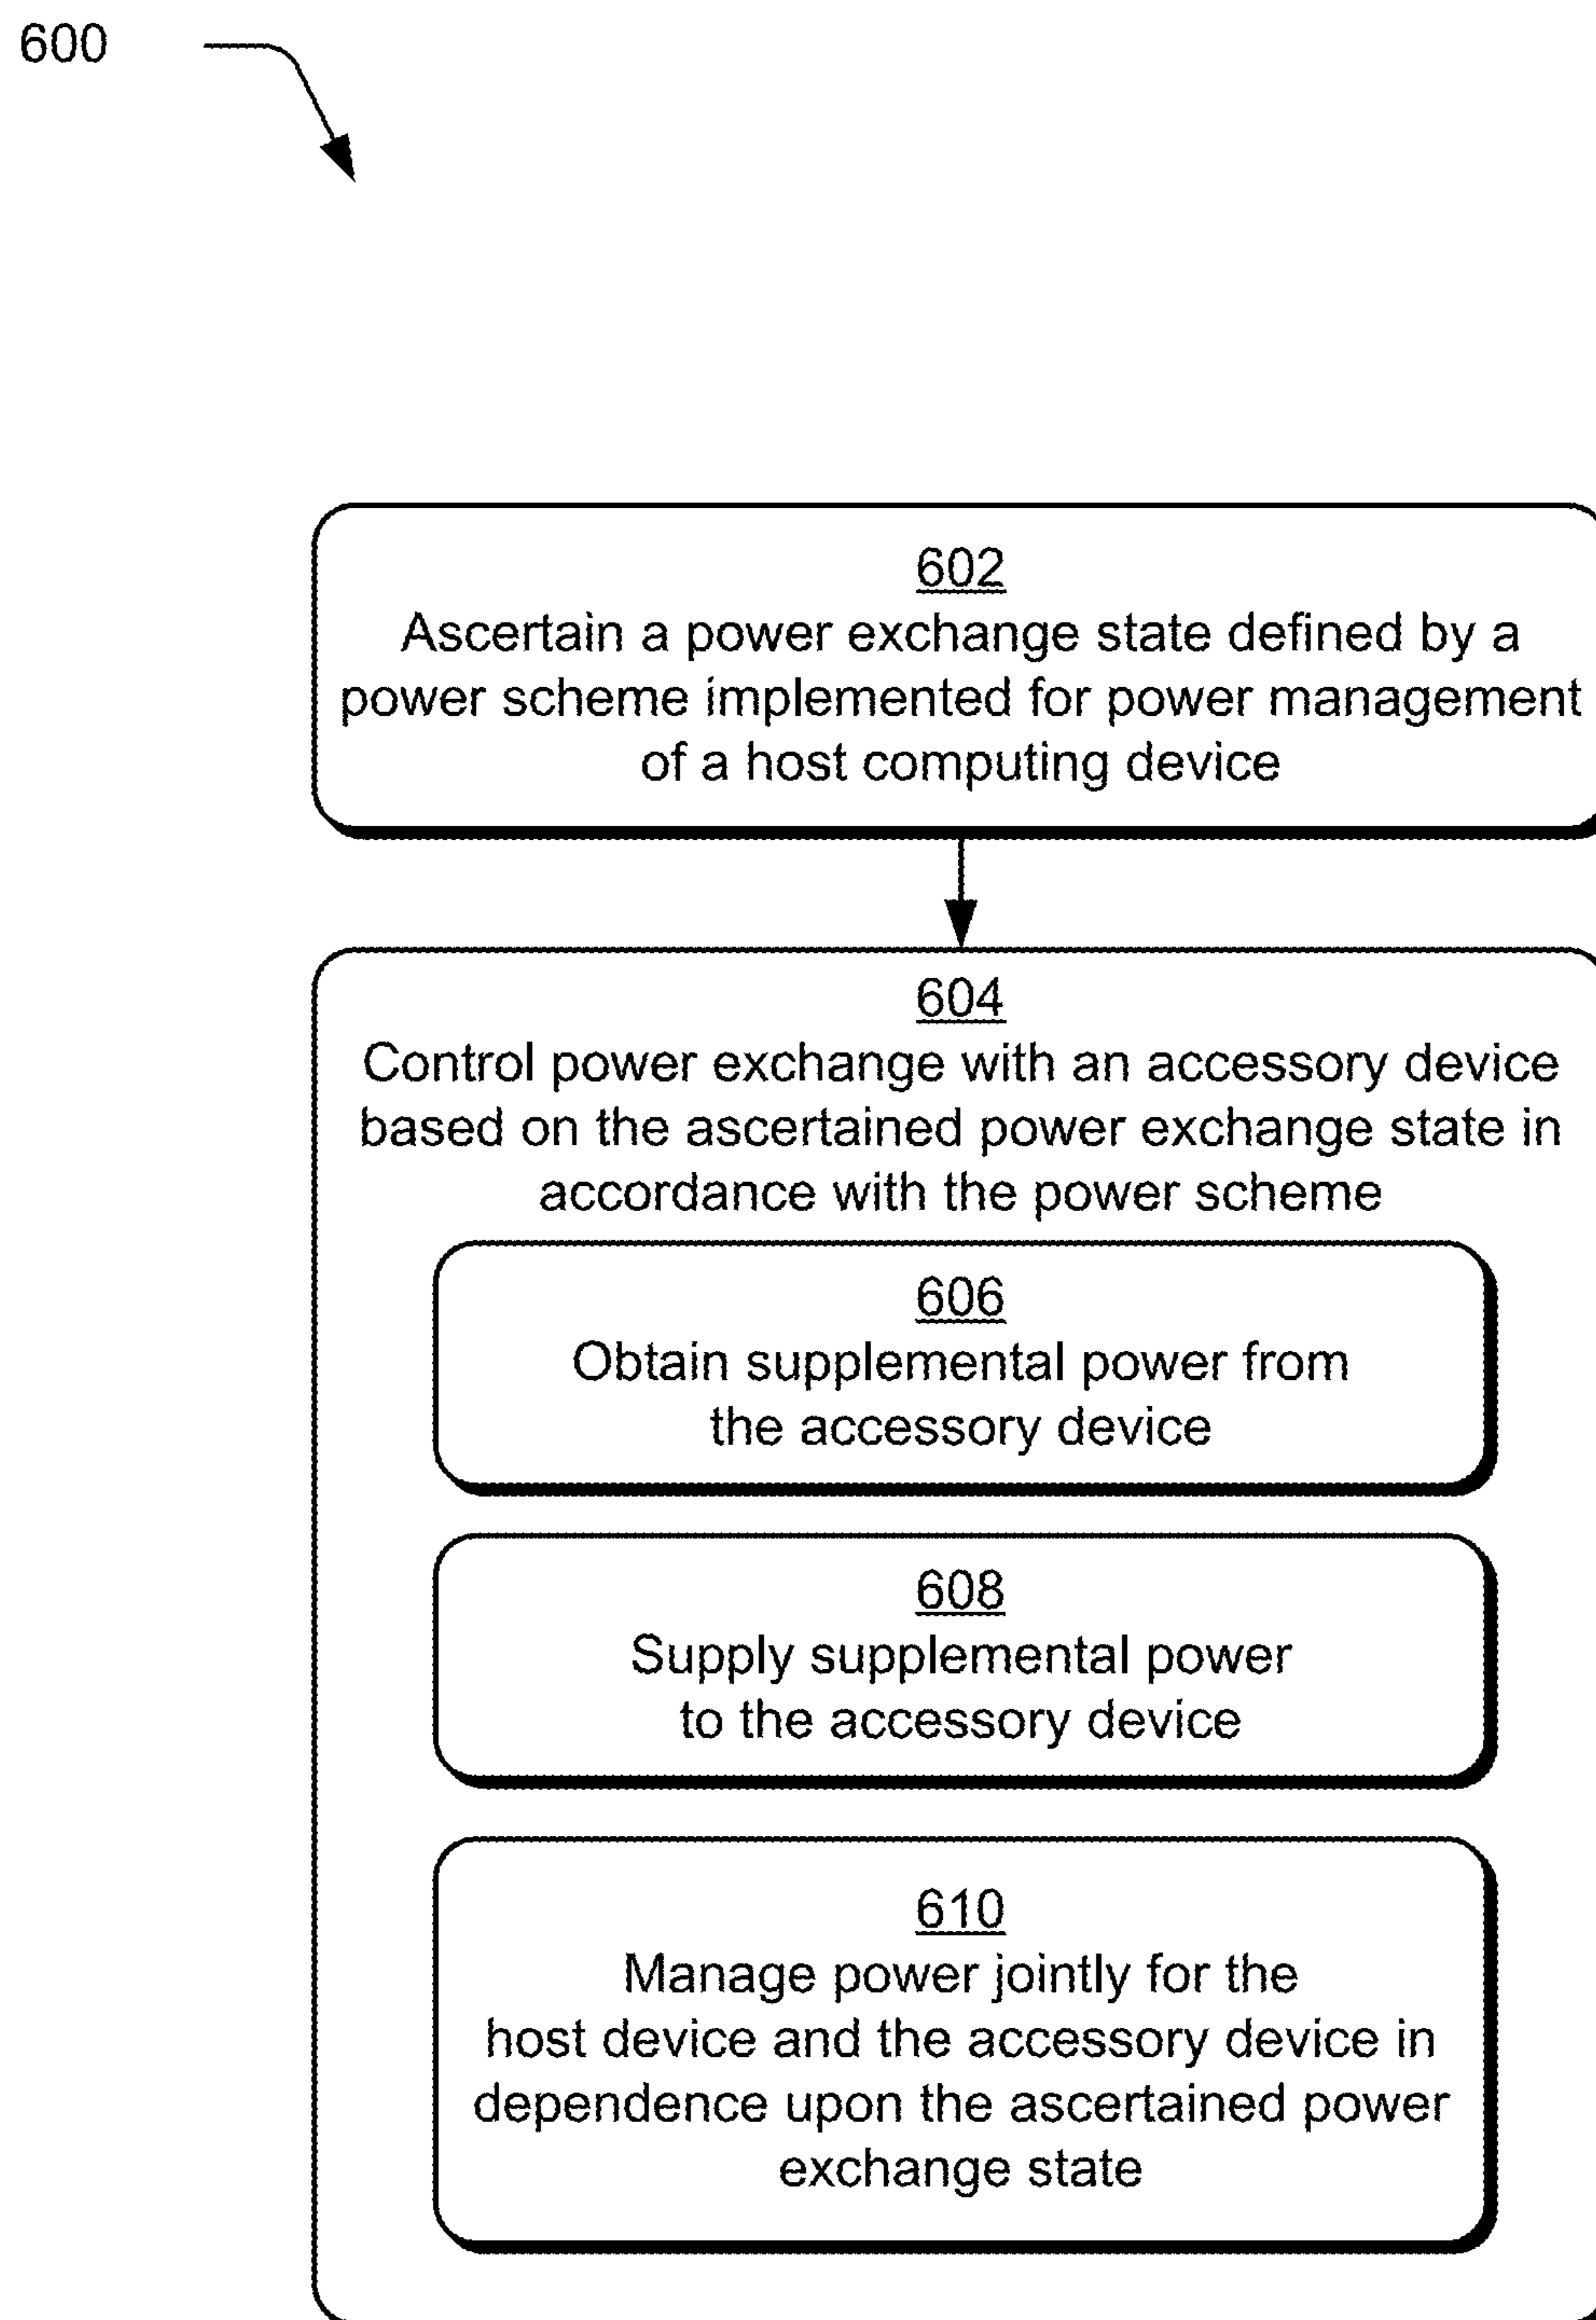 600
602
Ascertain a power exchange state defined by a
power scheme implemented for power management
of a host computing device
604
Control power exchange with an accessory device
based on the ascertained power exchange state in
accordance with the power scheme
606
Obtain supplemental power from
the accessory device
608
Supply supplemental power
to the accessory device
610
Manage power jointly for the
host device and the accessory device in
dependence upon the ascertained power
exchange state